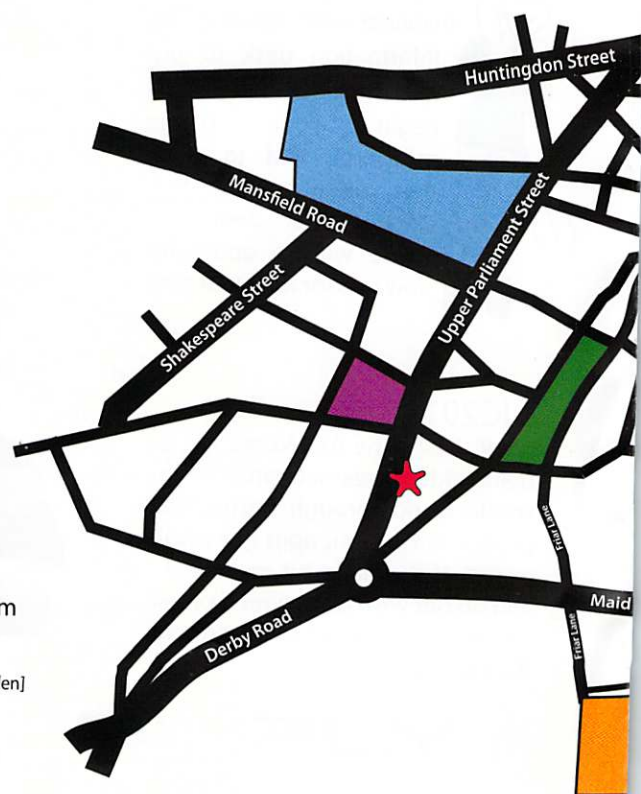 Huntingdon Street
Mansfield Road
Upper Parliament Street
Shakespeare Street
Friar Lane
m
Maid
Derby Road
Friar Lane
en]